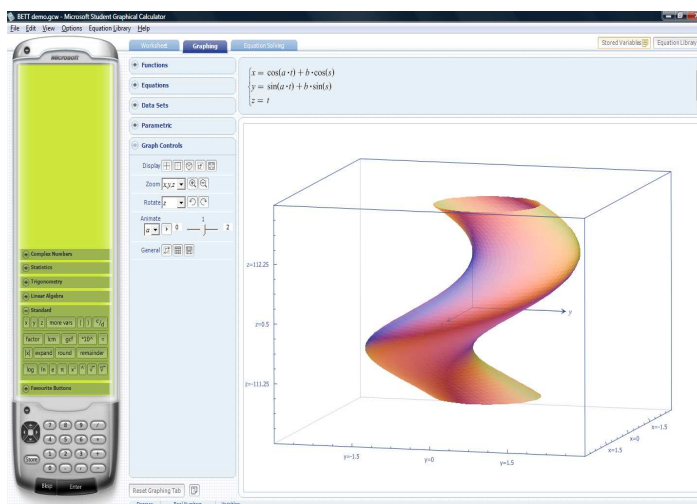 BETT demo.gcw - Microsoft Student Graphical Calculator
File Edit View Options Equation Library Help
Worksheet Graphing Equation Solving
Stored Variables Equation Library
Microsoft
Functions
Equations
Data Sets
Parametric
Graph Controls
Display
Zoom x,y,z
Rotate z
Animate
a 0 1 2
General
Reset Graphing Tab
x = cos(a·t) + b·cos(s)
y = sin(a·t) + b·sin(s)
z = t
z=112.25
z=0.5
z=-111.25
y=-1.5
y=0
y=1.5
x=1.5
x=0
x=-1.5
y
Complex Numbers
Statistics
Trigonometry
Linear Algebra
Standard
x y z more vars ( )
factor lcm gcf *10^ =
|x| expand round remainder
log ln e π
Favourite Buttons
7 8 9
4 5 6
1 2 3 +
Store
0 . -
Bksp Enter